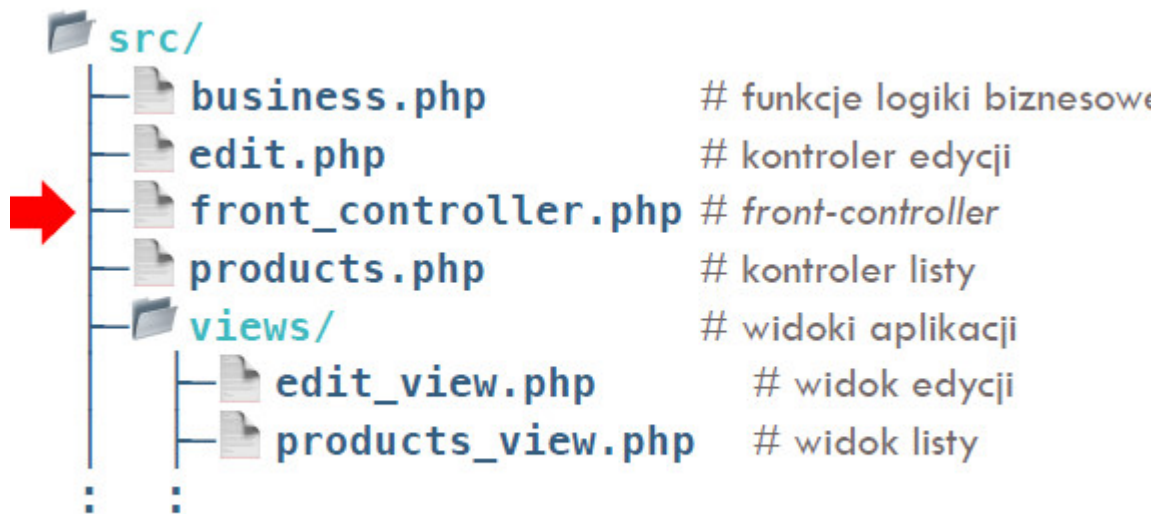 src/
business.php # funkcje logiki biznesowe
edit.php # kontroler edycji
front_controller.php # front-controller
products.php # kontroler listy
views/ # widoki aplikacji
edit_view.php # widok edycji
products_view.php # widok listy
: :